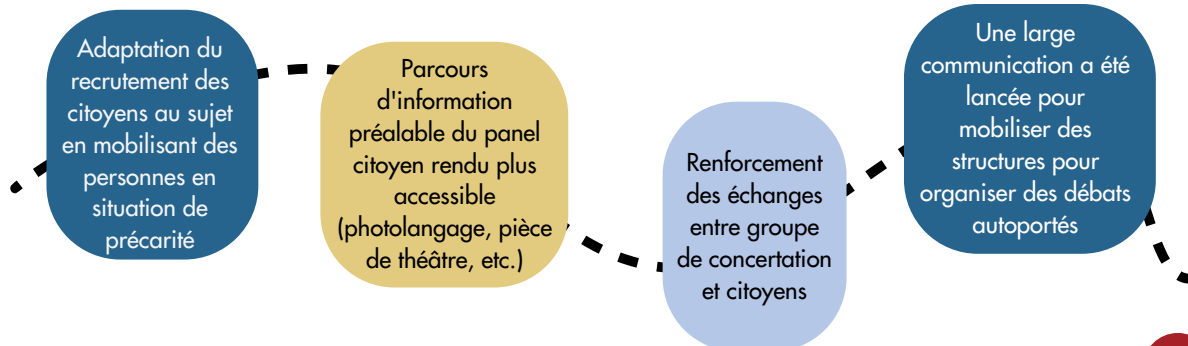 Adaptation du
recrutement des
citoyens au sujet
en mobilisant des
personnes en
situation de
précarité
Parcours
d'information
préalable du panel
citoyen rendu plus
accessible
(photolangage, pièce
de théâtre, etc.)
Renforcement
des échanges
entre groupe
de concertation
et citoyens
Une large
communication a été
lancée pour
mobiliser des
structures pour
organiser des débats
autoportés